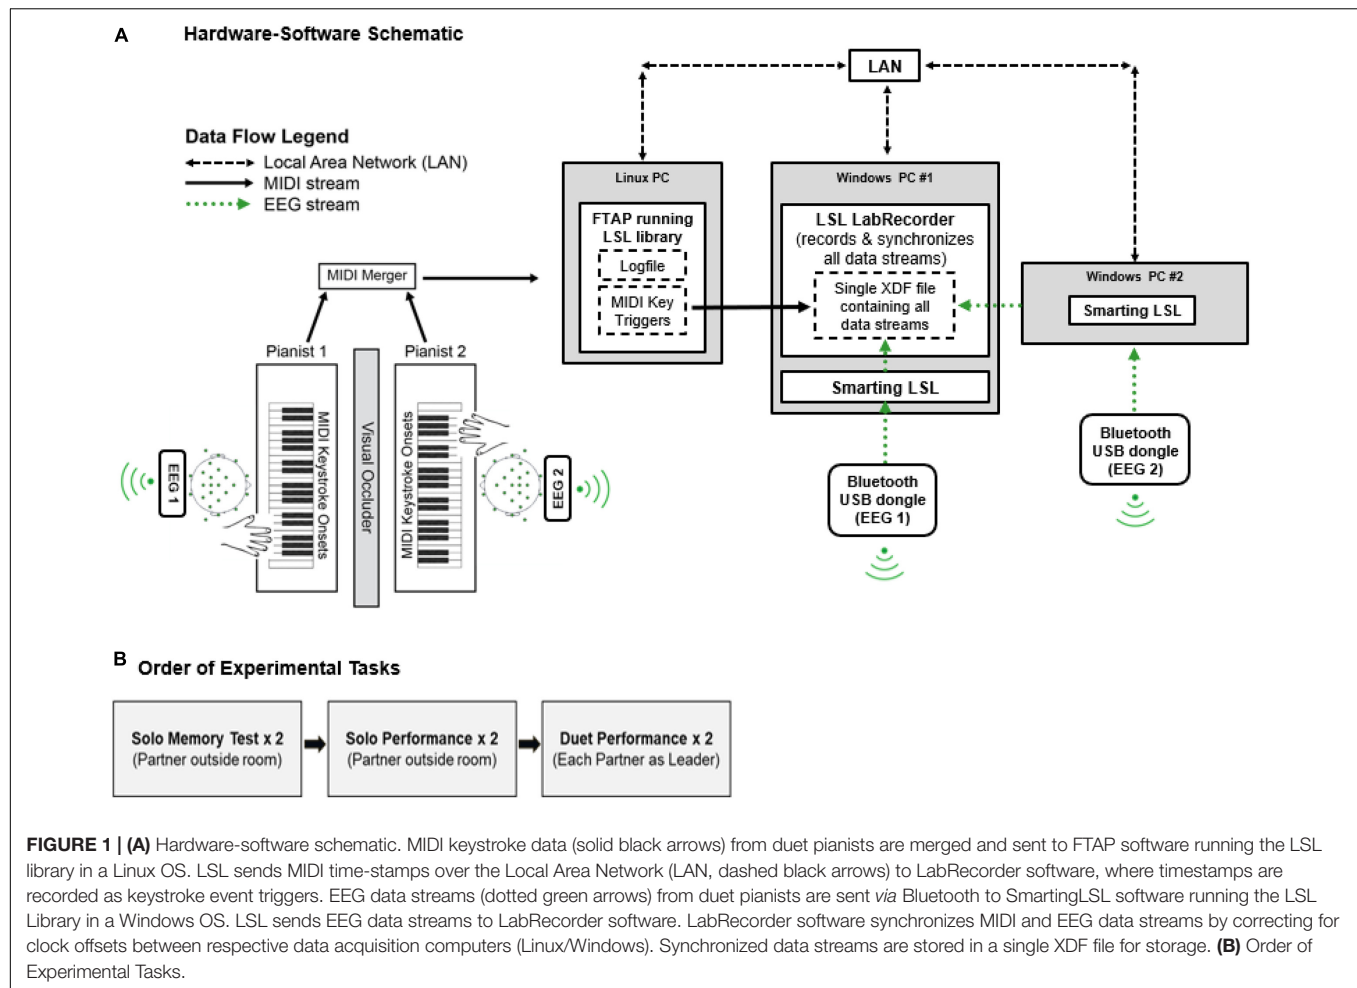 A
Hardware-Software Schematic
LAN
Data Flow Legend
Local Area Network (LAN)
MIDI stream
EEG stream
Linux PC
FTAP running
LSL library
Logfile
MIDI Key
Triggers
Windows PC #1
LSL LabRecorder
(records & synchronizes
all data streams)
Single XDF file
containing all
data streams
Smarting LSL
Windows PC #2
Smarting LSL
MIDI Merger
Pianist 1
Pianist 2
EEG 1
MIDI Keystroke Onsets
Visual Occluder
MIDI Keystroke Onsets
EEG 2
Bluetooth
USB dongle
(EEG 1)
Bluetooth
USB dongle
(EEG 2)
B
Order of Experimental Tasks
Solo Memory Test x 2
(Partner outside room)
Solo Performance x 2
(Partner outside room)
Duet Performance x 2
(Each Partner as Leader)
FIGURE 1 | (A) Hardware-software schematic. MIDI keystroke data (solid black arrows) from duet pianists are merged and sent to FTAP software running the LSL
library in a Linux OS. LSL sends MIDI time-stamps over the Local Area Network (LAN, dashed black arrows) to LabRecorder software, where timestamps are
recorded as keystroke event triggers. EEG data streams (dotted green arrows) from duet pianists are sent via Bluetooth to SmartingLSL software running the LSL
Library in a Windows OS. LSL sends EEG data streams to LabRecorder software. LabRecorder software synchronizes MIDI and EEG data streams by correcting for
clock offsets between respective data acquisition computers (Linux/Windows). Synchronized data streams are stored in a single XDF file for storage. (B) Order of
Experimental Tasks.